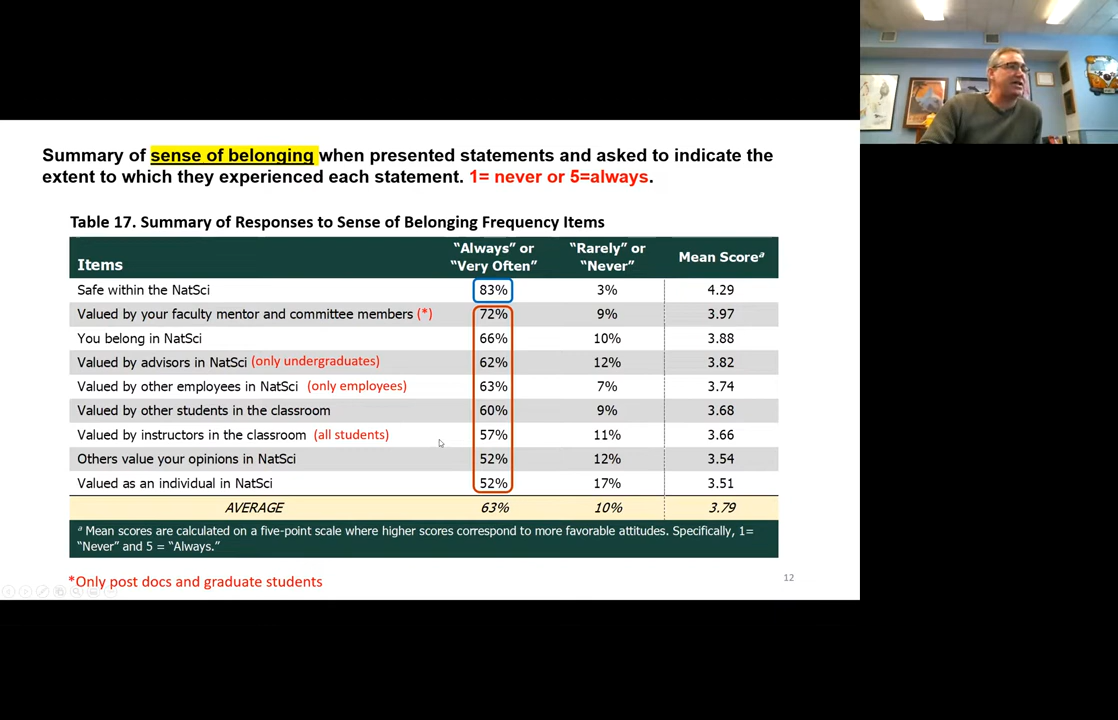 Summary of sense of belonging when presented statements and asked to indicate the
extent to which they experienced each statement. 1= never or 5=always.
Table 17. Summary of Responses to Sense of Belonging Frequency Items
Items “Always” or “Very Often” “Rarely” or “Never” Mean Scoreᵃ
Safe within the NatSci 83% 3% 4.29
Valued by your faculty mentor and committee members (*) 72% 9% 3.97
You belong in NatSci 66% 10% 3.88
Valued by advisors in NatSci (only undergraduates) 62% 12% 3.82
Valued by other employees in NatSci (only employees) 63% 7% 3.74
Valued by other students in the classroom 60% 9% 3.68
Valued by instructors in the classroom (all students) 57% 11% 3.66
Others value your opinions in NatSci 52% 12% 3.54
Valued as an individual in NatSci 52% 17% 3.51
AVERAGE 63% 10% 3.79
ᵃ Mean scores are calculated on a five-point scale where higher scores correspond to more favorable attitudes. Specifically, 1=
“Never” and 5 = “Always.”
*Only post docs and graduate students
12